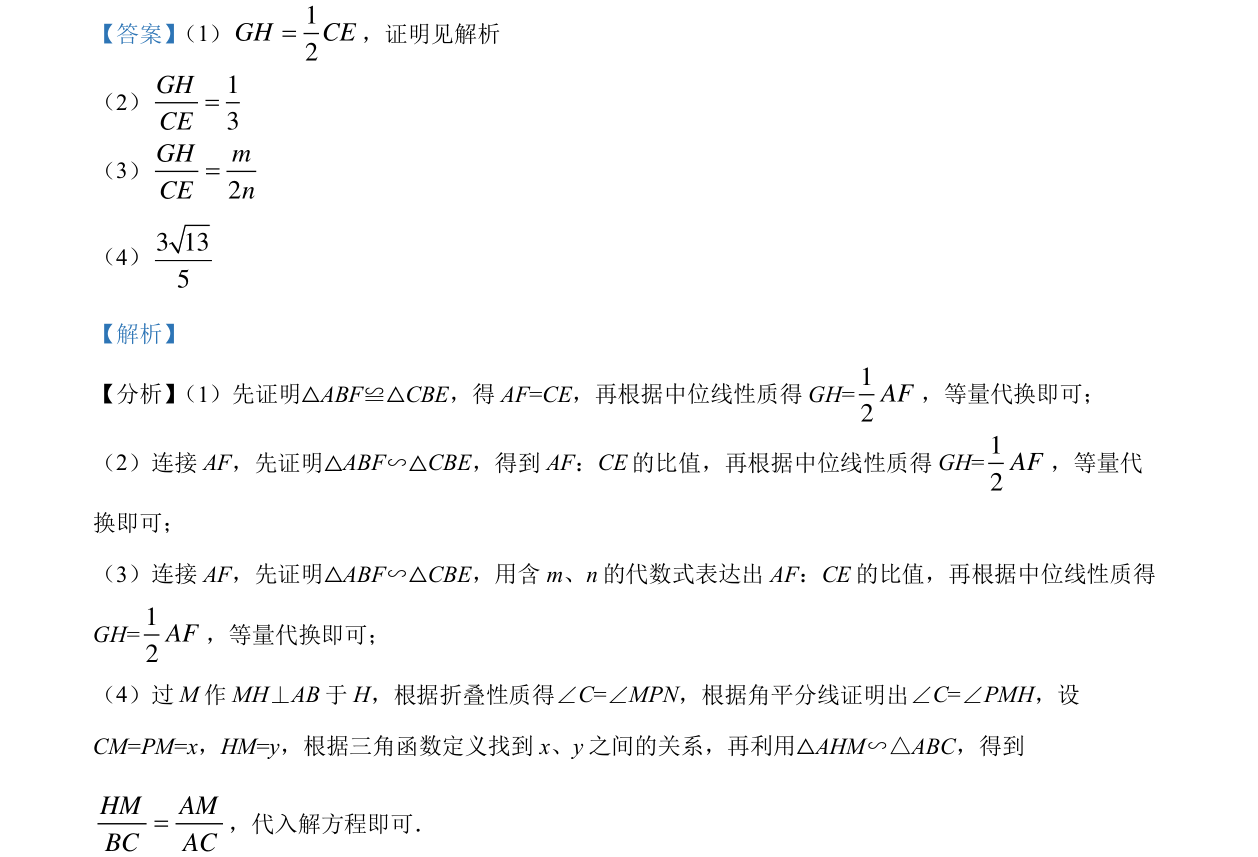 【答案】（1）GH = 1/2 CE，证明见解析
（2）GH/CE = 1/3
（3）GH/CE = m/2n
（4）3√13/5
【解析】
【分析】（1）先证明△ABF≌△CBE，得 AF=CE，再根据中位线性质得 GH= 1/2 AF，等量代换即可；
（2）连接 AF，先证明△ABF∽△CBE，得到 AF：CE 的比值，再根据中位线性质得 GH= 1/2 AF，等量代
换即可；
（3）连接 AF，先证明△ABF∽△CBE，用含 m、n 的代数式表达出 AF：CE 的比值，再根据中位线性质得
GH= 1/2 AF，等量代换即可；
（4）过 M 作 MH⊥AB 于 H，根据折叠性质得∠C=∠MPN，根据角平分线证明出∠C=∠PMH，设
CM=PM=x，HM=y，根据三角函数定义找到 x、y 之间的关系，再利用△AHM∽△ABC，得到
HM/BC = AM/AC，代入解方程即可．